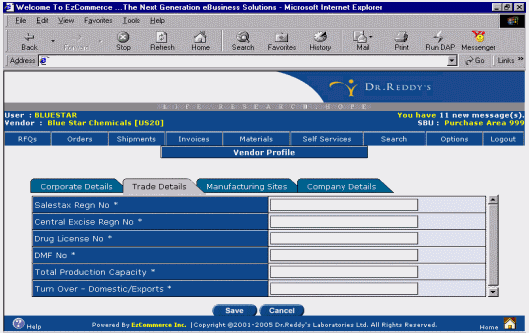 Welcome To EzCommerce ...The Next Generation eBusiness Solutions - Microsoft Internet Explorer
File Edit View Favorites Tools Help
Back Forward Stop Refresh Home Search Favorites History Mail Print Run DAP Messenger
Address Go Links »
DR.REDDY'S
LIFE. RESEARCH. HOPE
User : BLUESTAR You have 11 new message(s).
Vendor : Blue Star Chemicals [US20] SBU : Purchase Area 999
RFQs Orders Shipments Invoices Materials Self Services Search Options Logout
Vendor Profile
Corporate Details Trade Details Manufacturing Sites Company Details
Salestax Regn No *
Central Excise Regn No *
Drug License No *
DMF No *
Total Production Capacity *
Turn Over - Domestic/Exports *
Save Cancel
Help Powered By EzCommerce Inc. |Copyright @2001-2005 Dr.Reddy's Laboratories Ltd. All Rights Reserved. Home